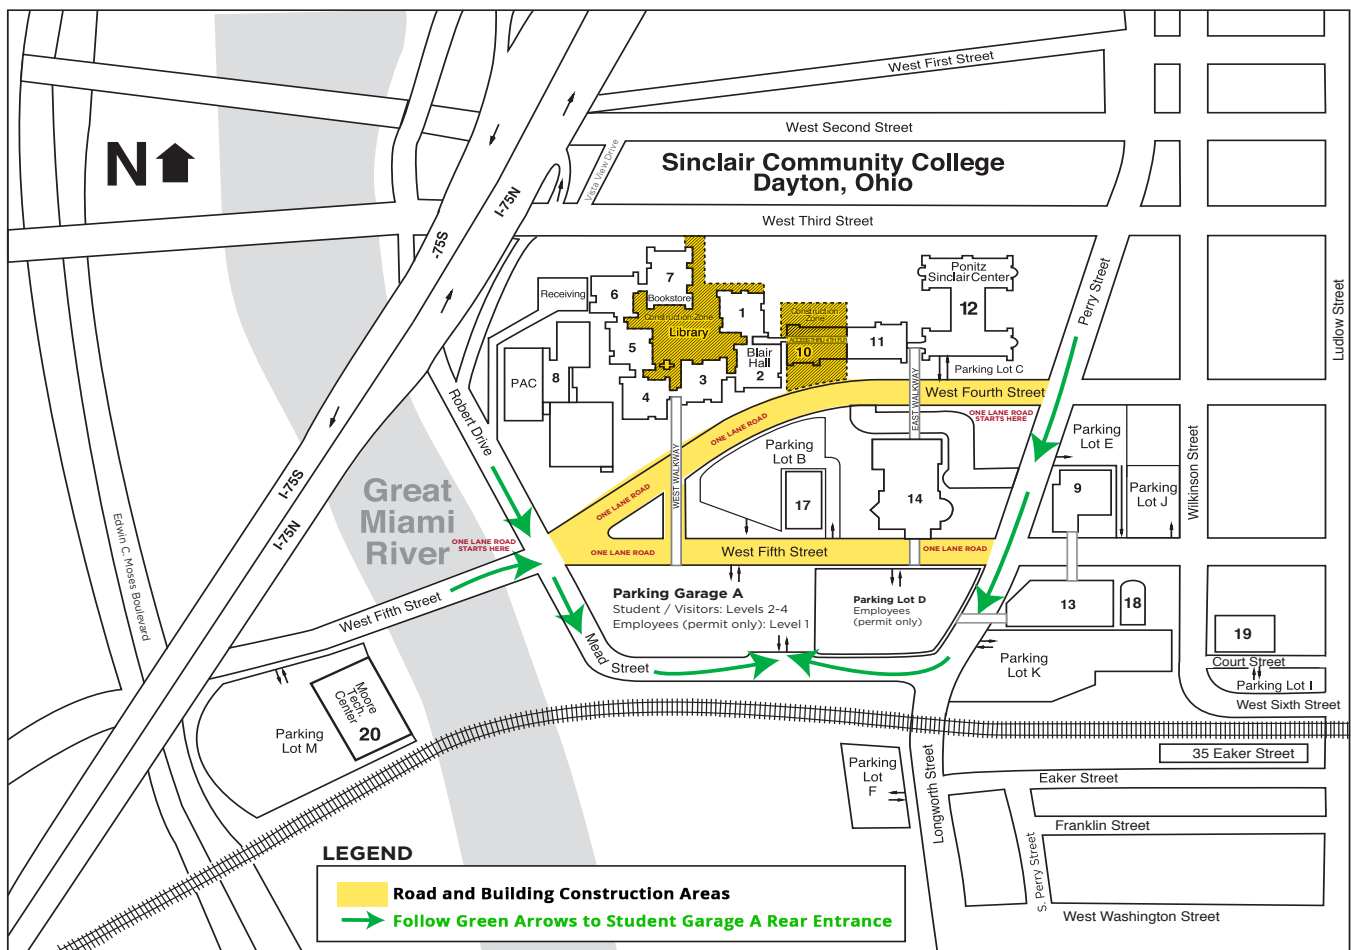 West First Street
West Second Street
N
Vista View Drive
Sinclair Community College
Dayton, Ohio
I-75N
West Third Street
-75S
7
Ponitz
Sinclair Center
Perry Street
Receiving
6
Bookstore
1
12
Ludlow Street
Construction Zone
Library
Construction
Zone
5
10
11
Blair
Hall
2
PAC
8
3
4
Parking Lot C
West Fourth Street
EAST WALKWAY
Robert Drive
ONE LANE ROAD
ONE LANE ROAD
STARTS HERE
Parking
Lot E
Parking
Lot B
Wilkinson Street
I-75S
WEST WALKWAY
Great
Miami
River
ONE LANE ROAD
17
14
9
Parking
Lot J
I-75N
Edwin C. Moses Boulevard
ONE LANE ROAD
STARTS HERE
ONE LANE ROAD
West Fifth Street
ONE LANE ROAD
West Fifth Street
Parking Garage A
Student / Visitors: Levels 2-4
Employees (permit only): Level 1
Parking Lot D
Employees
(permit only)
13
18
19
Mead Street
Parking
Lot K
Court Street
Parking Lot I
West Sixth Street
Moore
Tech.
Center
20
Parking
Lot M
35 Eaker Street
Parking
Lot
F
Longworth Street
Eaker Street
Franklin Street
S. Perry Street
West Washington Street
LEGEND
Road and Building Construction Areas
Follow Green Arrows to Student Garage A Rear Entrance